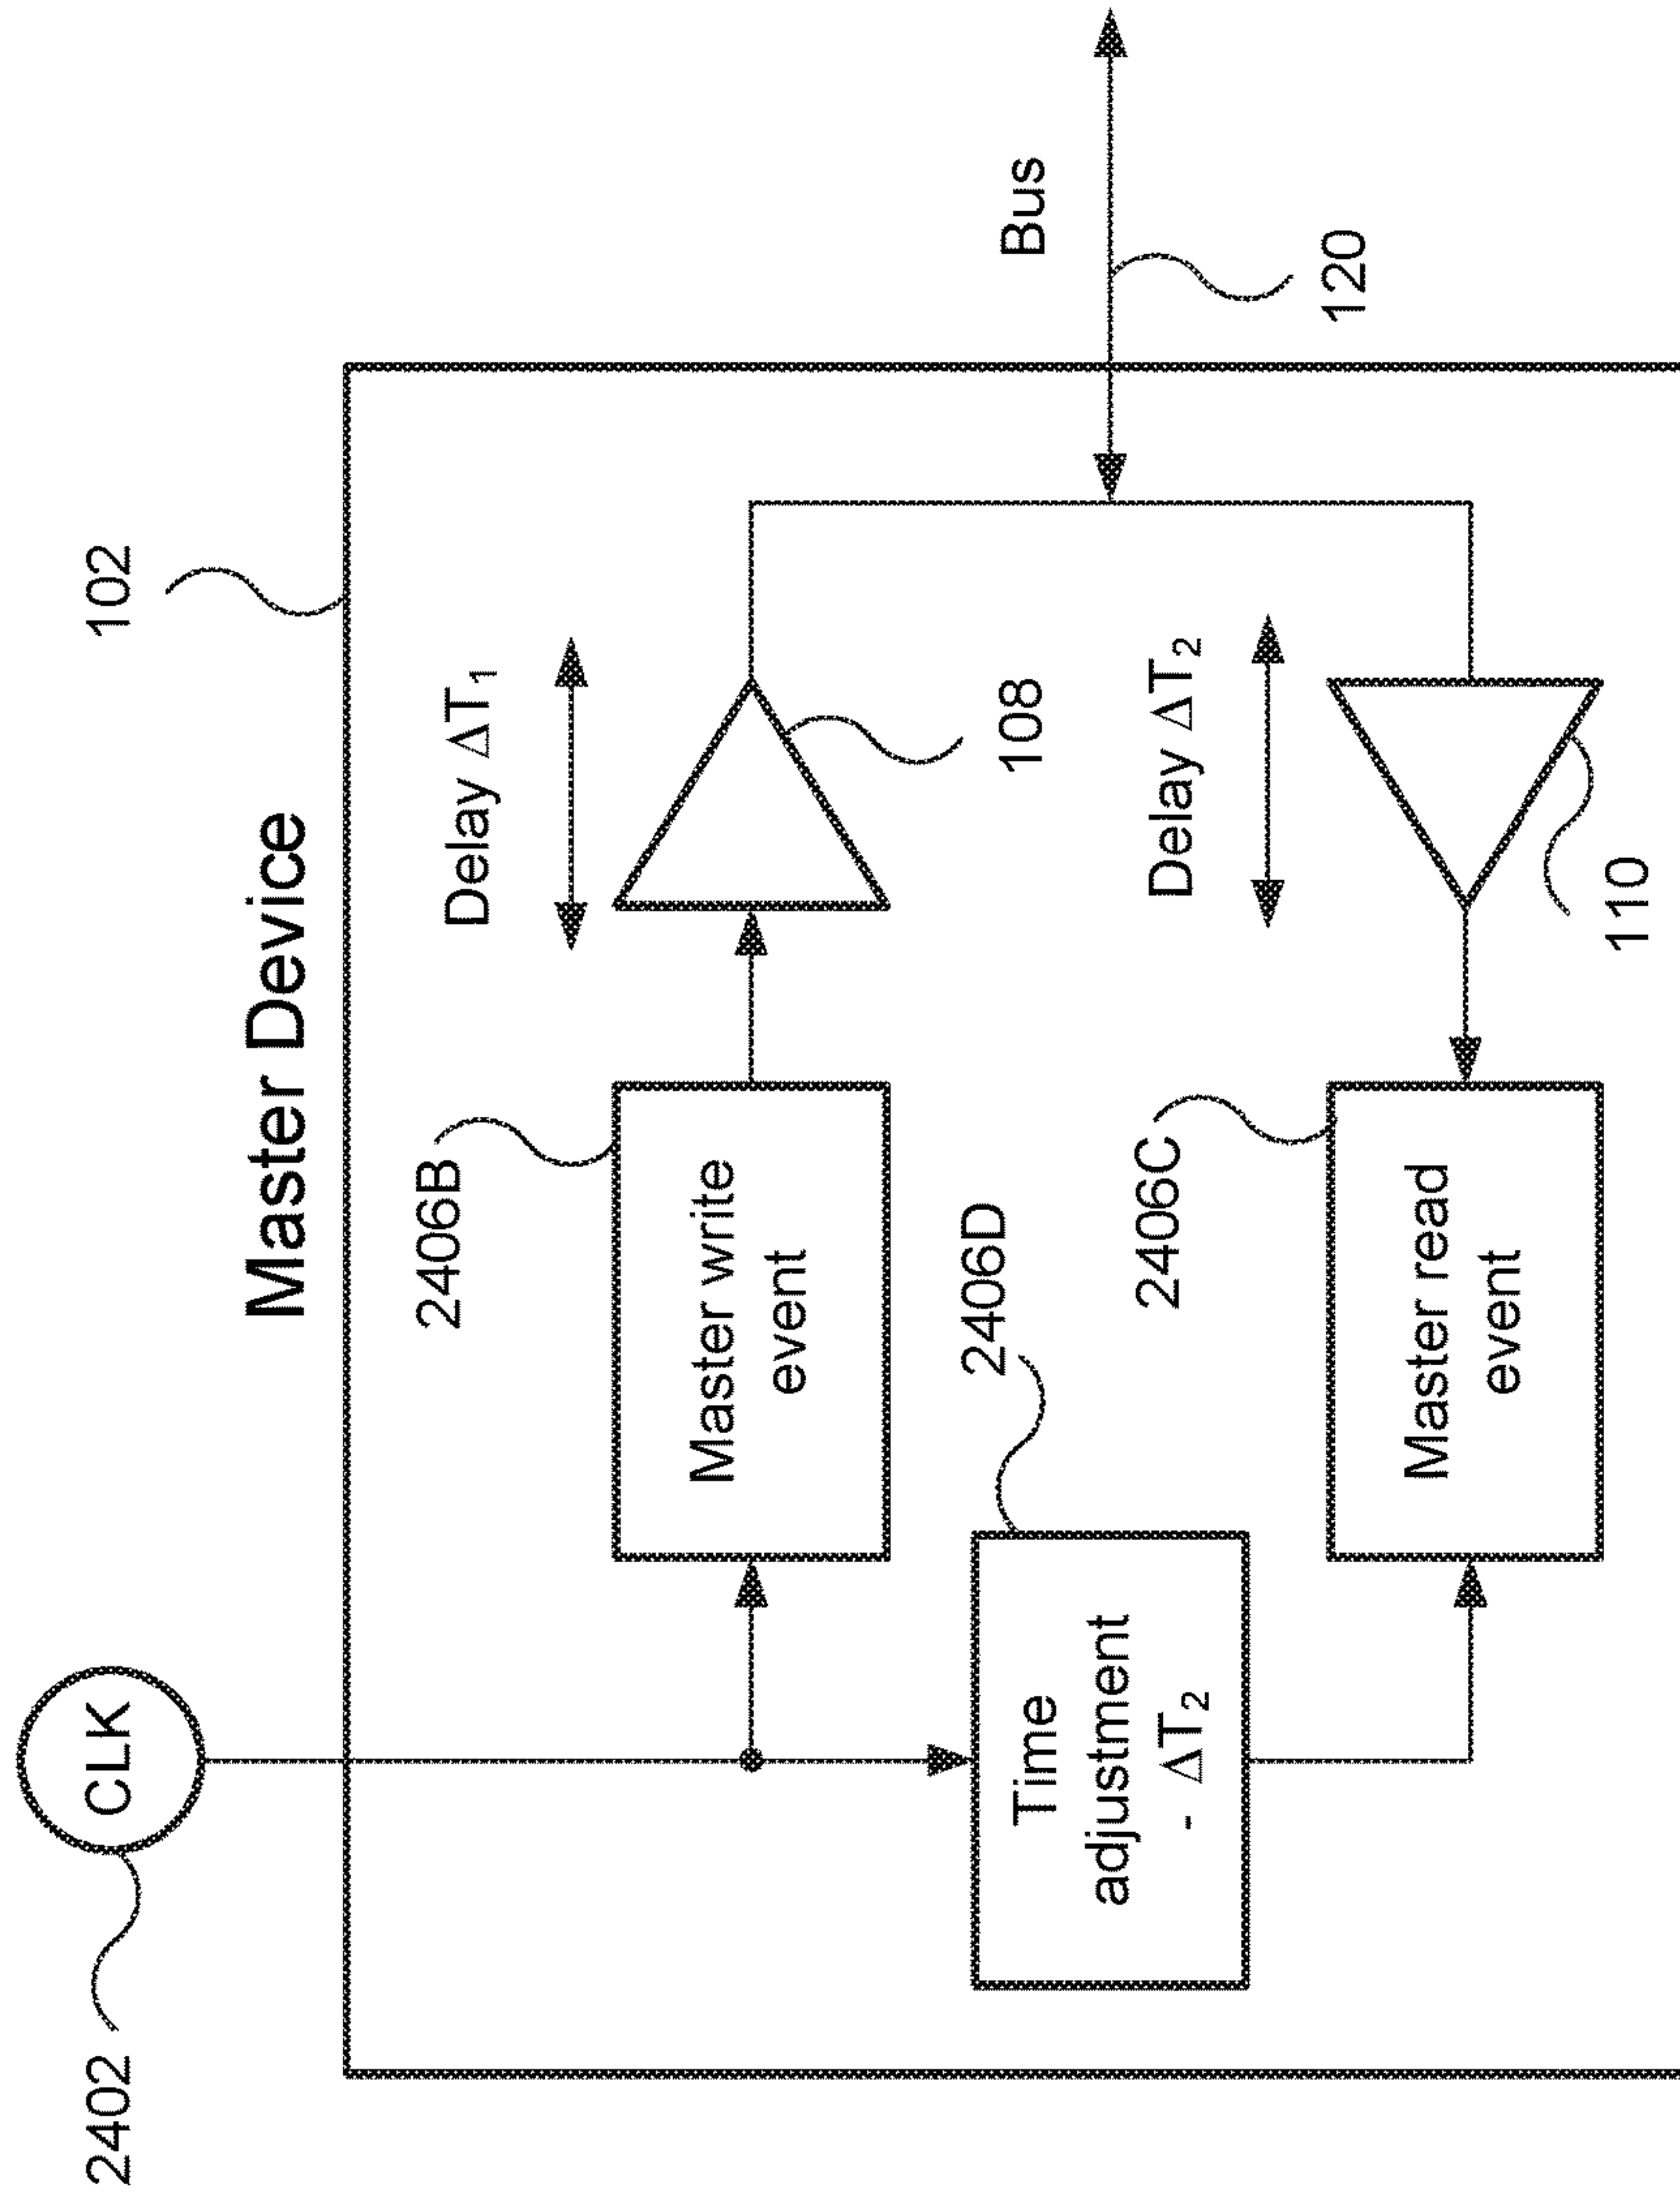 2402
CLK
Master Device
102
2406B
Delay ΔT₁
Master write
event
108
Bus
120
Time
adjustment
- ΔT₂
2406D
2406C
Delay ΔT₂
Master read
event
110